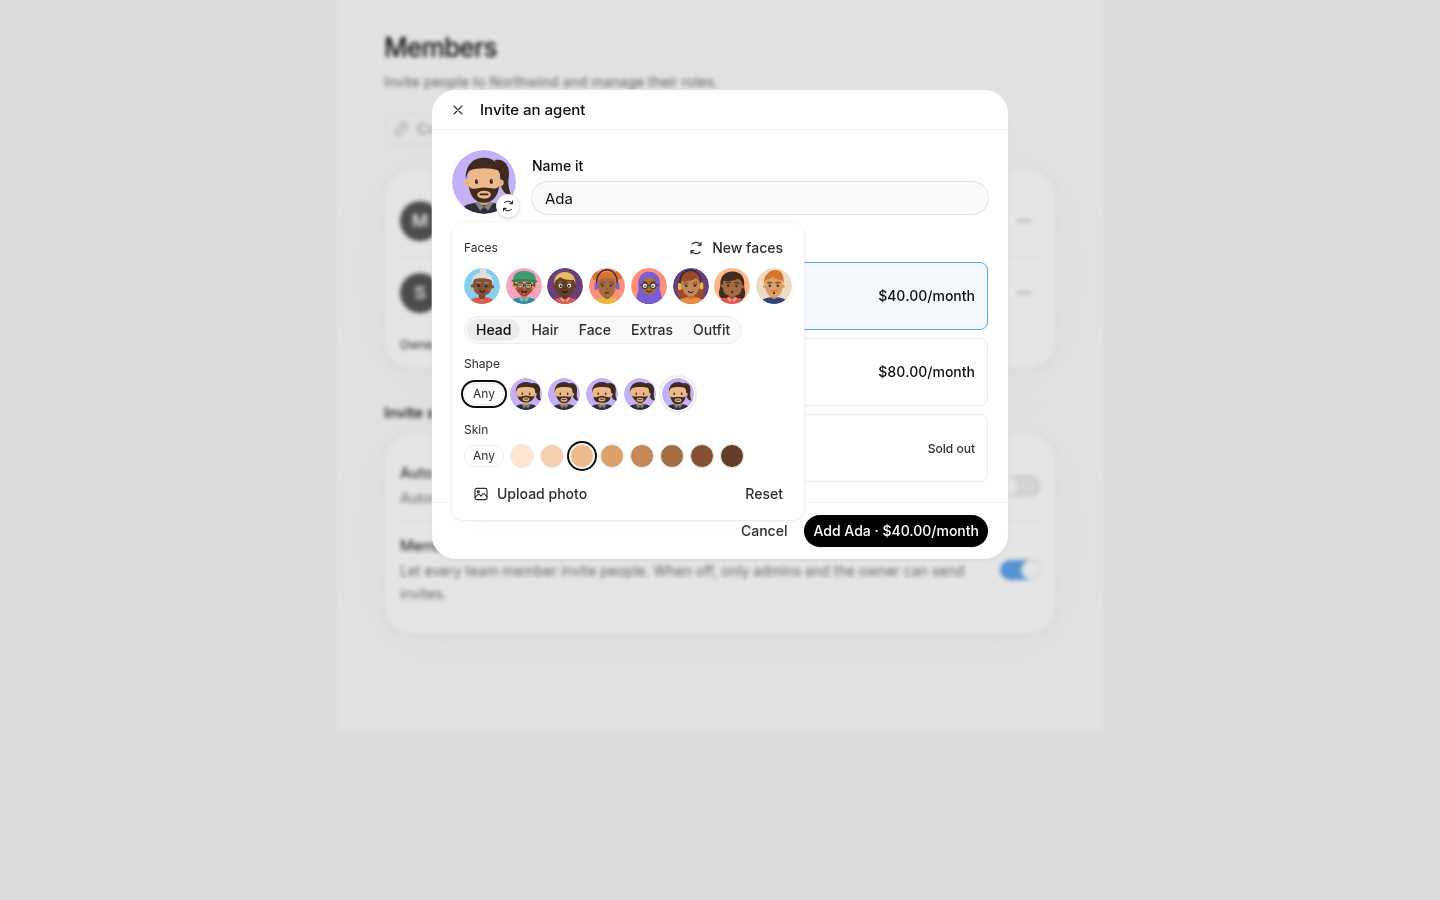 Members
Invite people to Northwind and manage their roles.
Invite an agent
Name it
Ada
Faces
New faces
Head Hair Face Extras Outfit
Shape
Any
Skin
Any
Upload photo
Reset
$40.00/month
$80.00/month
Sold out
Cancel
Add Ada · $40.00/month
M
S
Let every team member invite people. When off, only admins and the owner can send
invites.